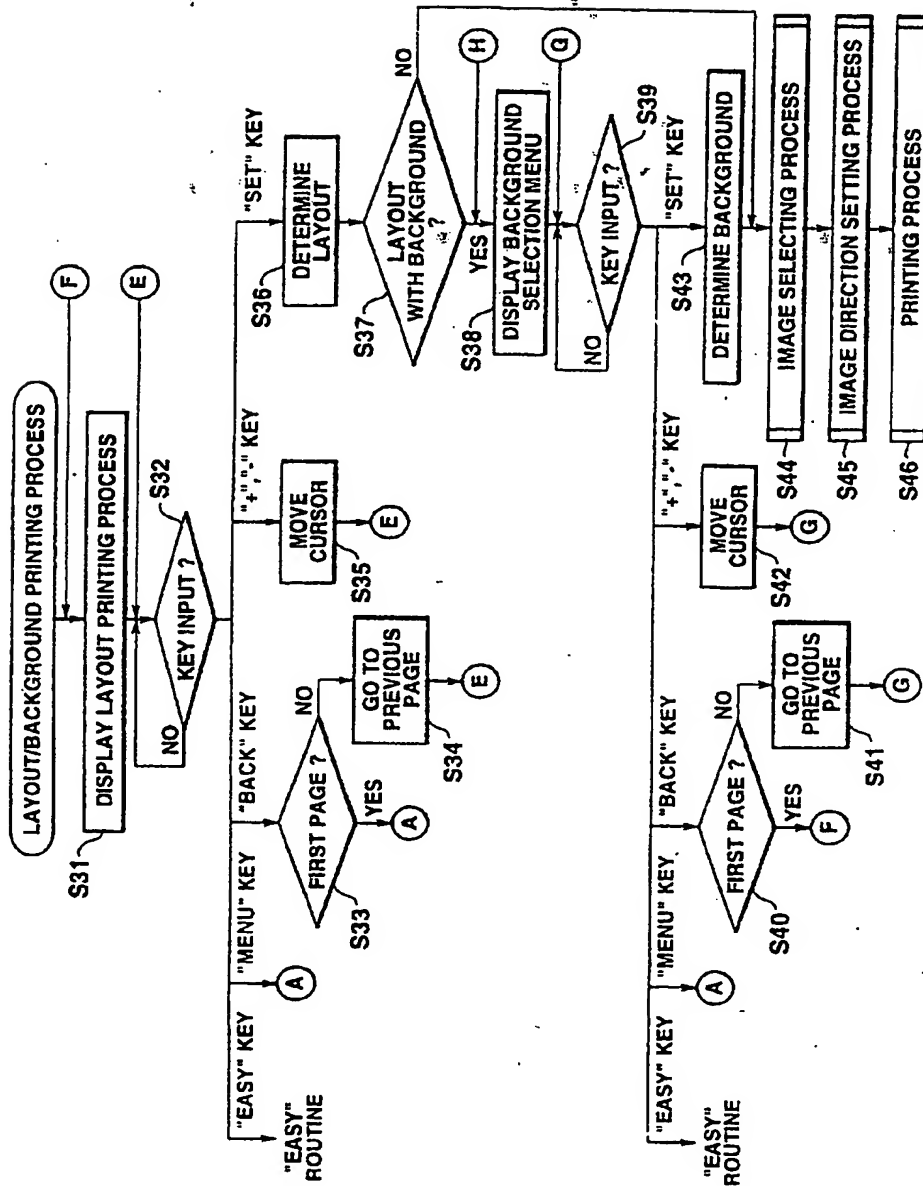 LAYOUT/BACKGROUND PRINTING PROCESS
F
S31
DISPLAY LAYOUT PRINTING PROCESS
E
S32
KEY INPUT ?
NO
"EASY" KEY
"MENU" KEY
"BACK" KEY
"+","-" KEY
"SET" KEY
"EASY"
ROUTINE
A
S33
FIRST PAGE ?
NO
YES
A
S34
GO TO
PREVIOUS
PAGE
E
S35
MOVE
CURSOR
E
S36
DETERMINE
LAYOUT
S37
LAYOUT
WITH BACKGROUND
?
NO
YES
H
S38
DISPLAY BACKGROUND
SELECTION MENU
G
S39
KEY INPUT ?
NO
"EASY" KEY
"MENU" KEY
"BACK" KEY
"+","-" KEY
"SET" KEY
"EASY"
ROUTINE
A
S40
FIRST PAGE ?
NO
YES
F
S41
GO TO
PREVIOUS
PAGE
G
S42
MOVE
CURSOR
G
S43
DETERMINE BACKGROUND
S44
IMAGE SELECTING PROCESS
S45
IMAGE DIRECTION SETTING PROCESS
S46
PRINTING PROCESS